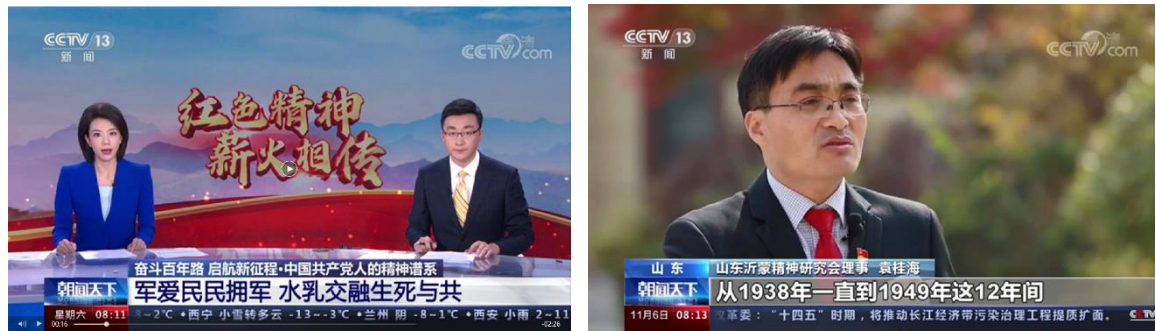 CCTV 13
新闻
CCTV com
红色精神
薪火相传
奋斗百年路 启航新征程·中国共产党人的精神谱系
朝闻天下
军爱民民拥军 水乳交融生死与共
星期六 08:11
-2℃ •西宁 小雪转多云 -13~-3℃ •兰州 阴 -8~1℃ •西安 小雨 2~11
00:16
-02:26
CCTV 13
新闻
CCTV com
山东
山东沂蒙精神研究会理事 袁桂海
朝闻天下
从1938年一直到1949年这12年间
11月6日 08:13
改革委：“十四五”时期，将推动长江经济带污染治理工程提质扩面。